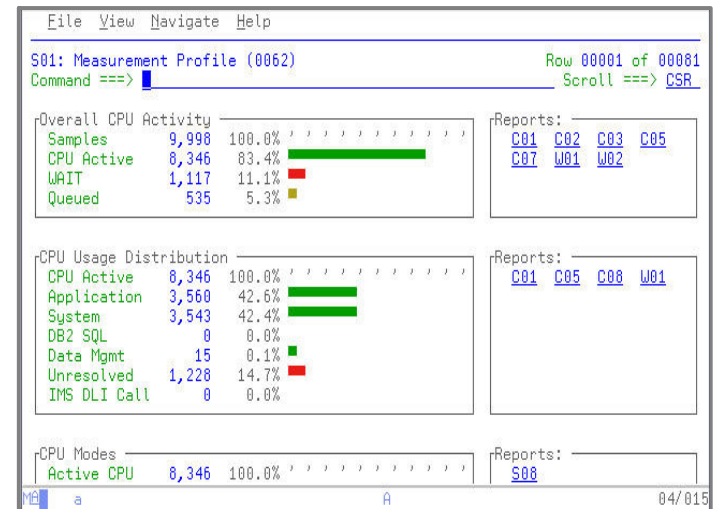 File View Navigate Help
S01: Measurement Profile (0062) Row 00001 of 00081
Command ===> Scroll ===> CSR
Overall CPU Activity Reports:
Samples 9,998 100.0% ' ' ' ' ' ' ' ' ' ' ' C01 C02 C03 C05
CPU Active 8,346 83.4% C07 W01 W02
WAIT 1,117 11.1%
Queued 535 5.3%
CPU Usage Distribution Reports:
CPU Active 8,346 100.0% ' ' ' ' ' ' ' ' ' ' ' C01 C05 C08 W01
Application 3,560 42.6%
System 3,543 42.4%
DB2 SQL 0 0.0%
Data Mgmt 15 0.1%
Unresolved 1,228 14.7%
IMS DLI Call 0 0.0%
CPU Modes Reports:
Active CPU 8,346 100.0% ' ' ' ' ' ' ' ' ' ' ' S08
MA a A 04/015